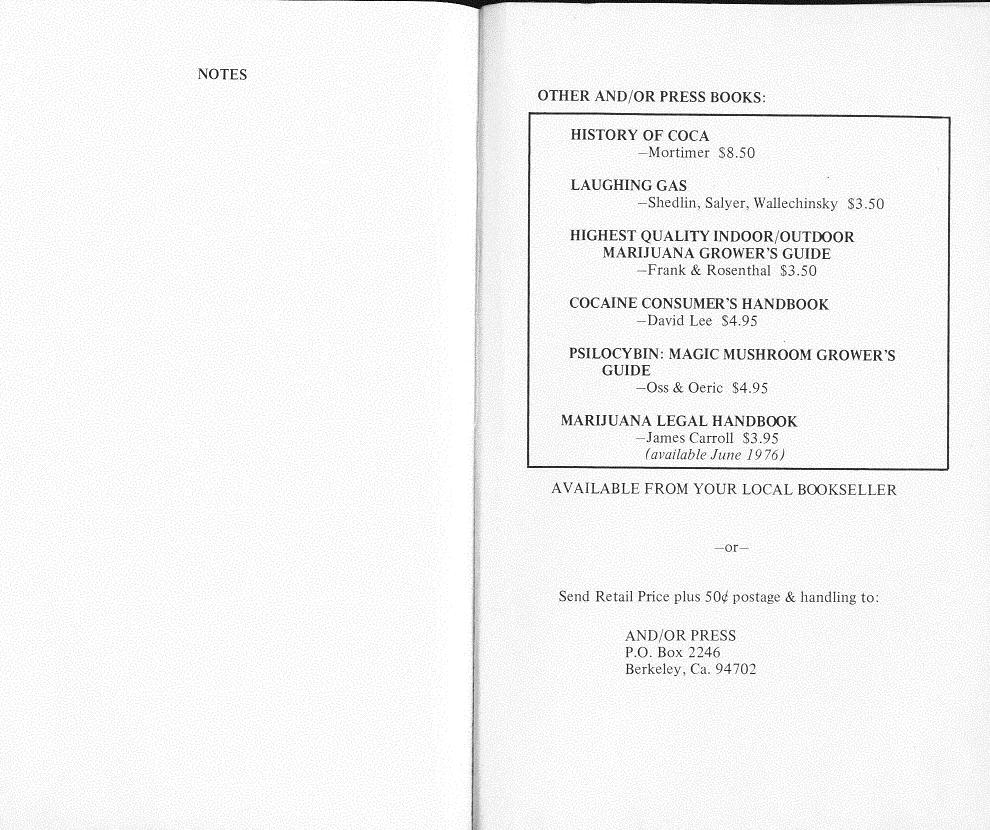 NOTES
OTHER AND/OR PRESS BOOKS:
HISTORY OF COCA
—Mortimer $8.50
LAUGHING GAS
—Shedlin, Salyer, Wallechinsky $3.50
HIGHEST QUALITY INDOOR/OUTDOOR
MARIJUANA GROWER'S GUIDE
—Frank & Rosenthal $3.50
COCAINE CONSUMER'S HANDBOOK
—David Lee $4.95
PSILOCYBIN: MAGIC MUSHROOM GROWER'S
GUIDE
—Oss & Oeric $4.95
MARIJUANA LEGAL HANDBOOK
—James Carroll $3.95
(available June 1976)
AVAILABLE FROM YOUR LOCAL BOOKSELLER
—or—
Send Retail Price plus 50¢ postage & handling to:
AND/OR PRESS
P.O. Box 2246
Berkeley, Ca. 94702